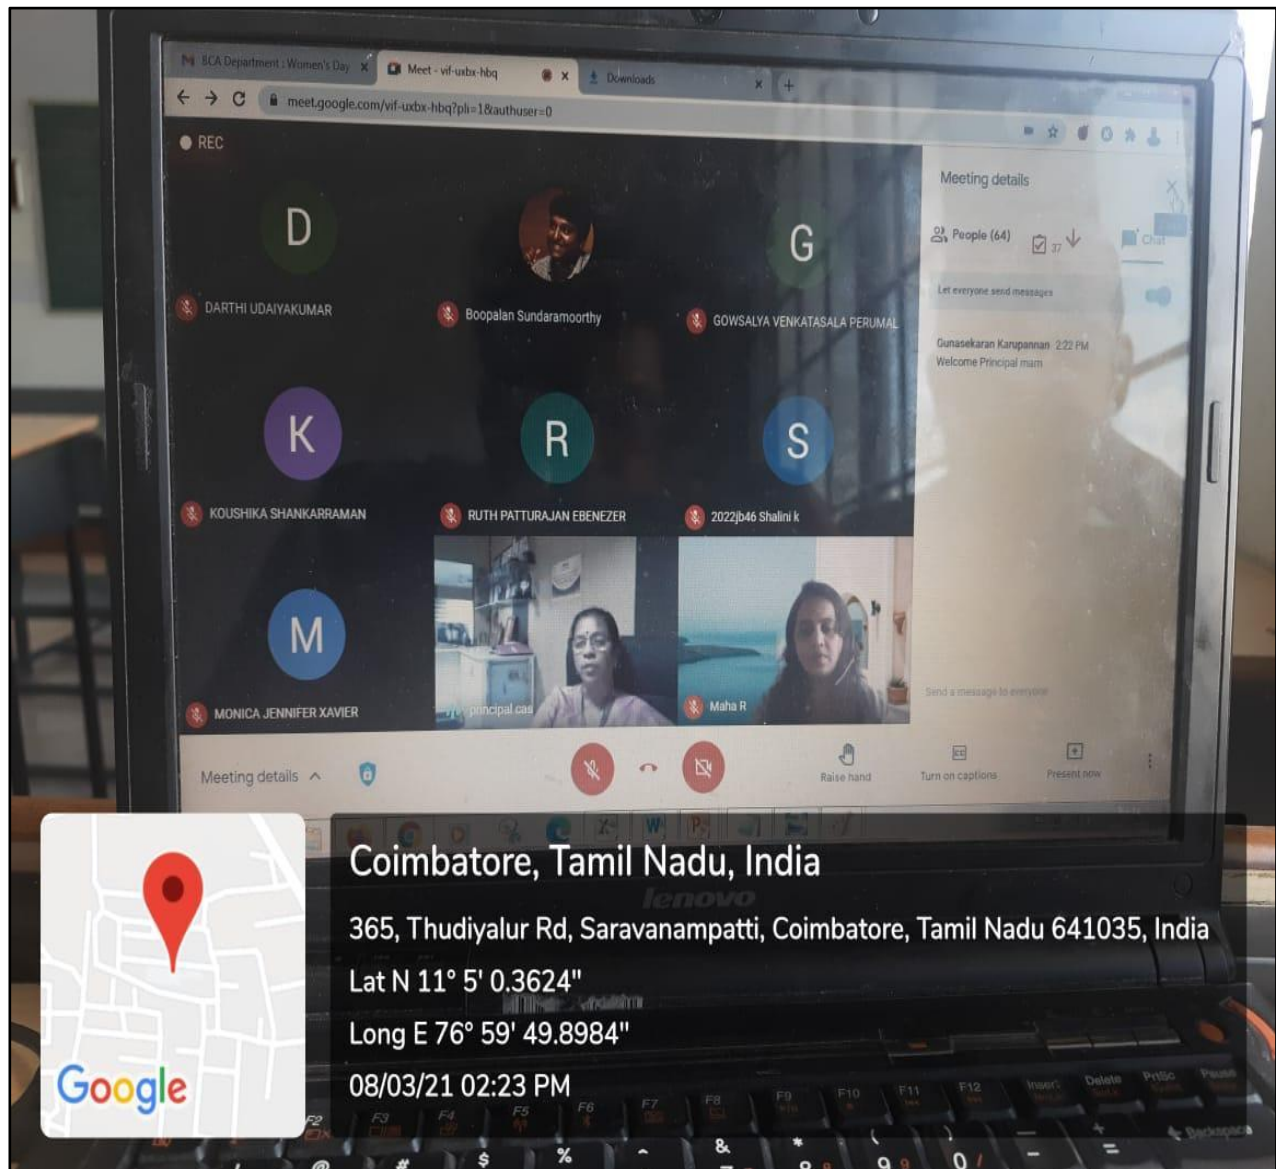 BCA Department : Women's Day
Meet - vif-uxbx-hbq
Downloads
meet.google.com/vif-uxbx-hbq?pli=1&authuser=0
REC
Meeting details
People (64)
37
Chat
Let everyone send messages
Gunasekaran Karupannan 2:22 PM
Welcome Principal mam
D
DARTHI UDAIYAKUMAR
Boopalan Sundaramoorthy
G
GOWSALYA VENKATASALA PERUMAL
K
KOUSHIKA SHANKARRAMAN
R
RUTH PATTURAJAN EBENEZER
S
2022jb46 Shalini k
M
MONICA JENNIFER XAVIER
principal cas
Maha R
Send a message to everyone
Meeting details
Raise hand
Turn on captions
Present now
Coimbatore, Tamil Nadu, India
lenovo
365, Thudiyalur Rd, Saravanampatti, Coimbatore, Tamil Nadu 641035, India
Lat N 11° 5' 0.3624"
Long E 76° 59' 49.8984"
08/03/21 02:23 PM
Google
F2 F3 F4 F5 F6 F7 F8 F9 F10 F11 F12 Insert Delete PrtSc Pause
@ # $ % ^ & * ( ) - + = Backspace
8 9 0